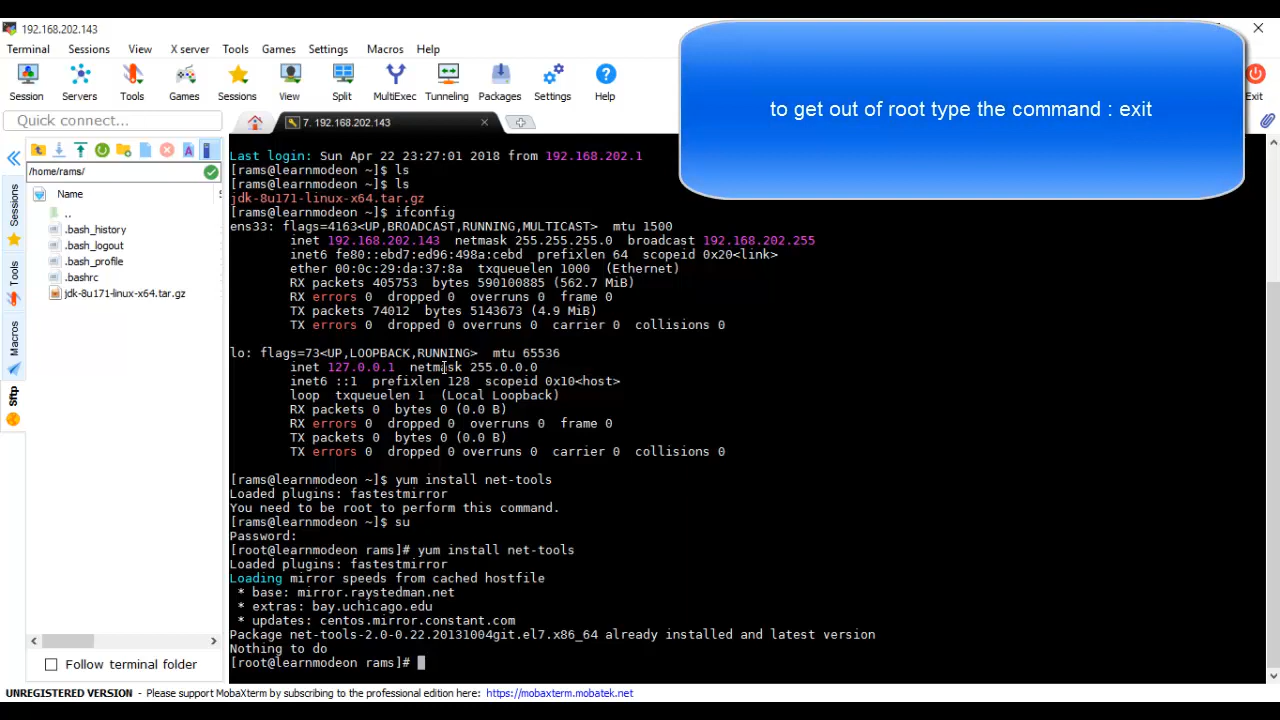 192.168.202.143
Terminal Sessions View X server Tools Games Settings Macros Help
Session Servers Tools Games Sessions View Split MultiExec Tunneling Packages Settings Help Exit
to get out of root type the command : exit
Quick connect...
7. 192.168.202.143
/home/rams/
Name
..
.bash_history
.bash_logout
.bash_profile
.bashrc
jdk-8u171-linux-x64.tar.gz
Sessions
Tools
Macros
Sftp
Follow terminal folder
Last login: Sun Apr 22 23:27:01 2018 from 192.168.202.1
[rams@learnmodeon ~]$ ls
[rams@learnmodeon ~]$ ls
jdk-8u171-linux-x64.tar.gz
[rams@learnmodeon ~]$ ifconfig
ens33: flags=4163<UP,BROADCAST,RUNNING,MULTICAST> mtu 1500
inet 192.168.202.143 netmask 255.255.255.0 broadcast 192.168.202.255
inet6 fe80::ebd7:ed96:498a:cebd prefixlen 64 scopeid 0x20<link>
ether 00:0c:29:da:37:8a txqueuelen 1000 (Ethernet)
RX packets 405753 bytes 590100885 (562.7 MiB)
RX errors 0 dropped 0 overruns 0 frame 0
TX packets 74012 bytes 5143673 (4.9 MiB)
TX errors 0 dropped 0 overruns 0 carrier 0 collisions 0
lo: flags=73<UP,LOOPBACK,RUNNING> mtu 65536
inet 127.0.0.1 netmask 255.0.0.0
inet6 ::1 prefixlen 128 scopeid 0x10<host>
loop txqueuelen 1 (Local Loopback)
RX packets 0 bytes 0 (0.0 B)
RX errors 0 dropped 0 overruns 0 frame 0
TX packets 0 bytes 0 (0.0 B)
TX errors 0 dropped 0 overruns 0 carrier 0 collisions 0
[rams@learnmodeon ~]$ yum install net-tools
Loaded plugins: fastestmirror
You need to be root to perform this command.
[rams@learnmodeon ~]$ su
Password:
[root@learnmodeon rams]# yum install net-tools
Loaded plugins: fastestmirror
Loading mirror speeds from cached hostfile
* base: mirror.raystedman.net
* extras: bay.uchicago.edu
* updates: centos.mirror.constant.com
Package net-tools-2.0-0.22.20131004git.el7.x86_64 already installed and latest version
Nothing to do
[root@learnmodeon rams]#
UNREGISTERED VERSION - Please support MobaXterm by subscribing to the professional edition here: https://mobaxterm.mobatek.net